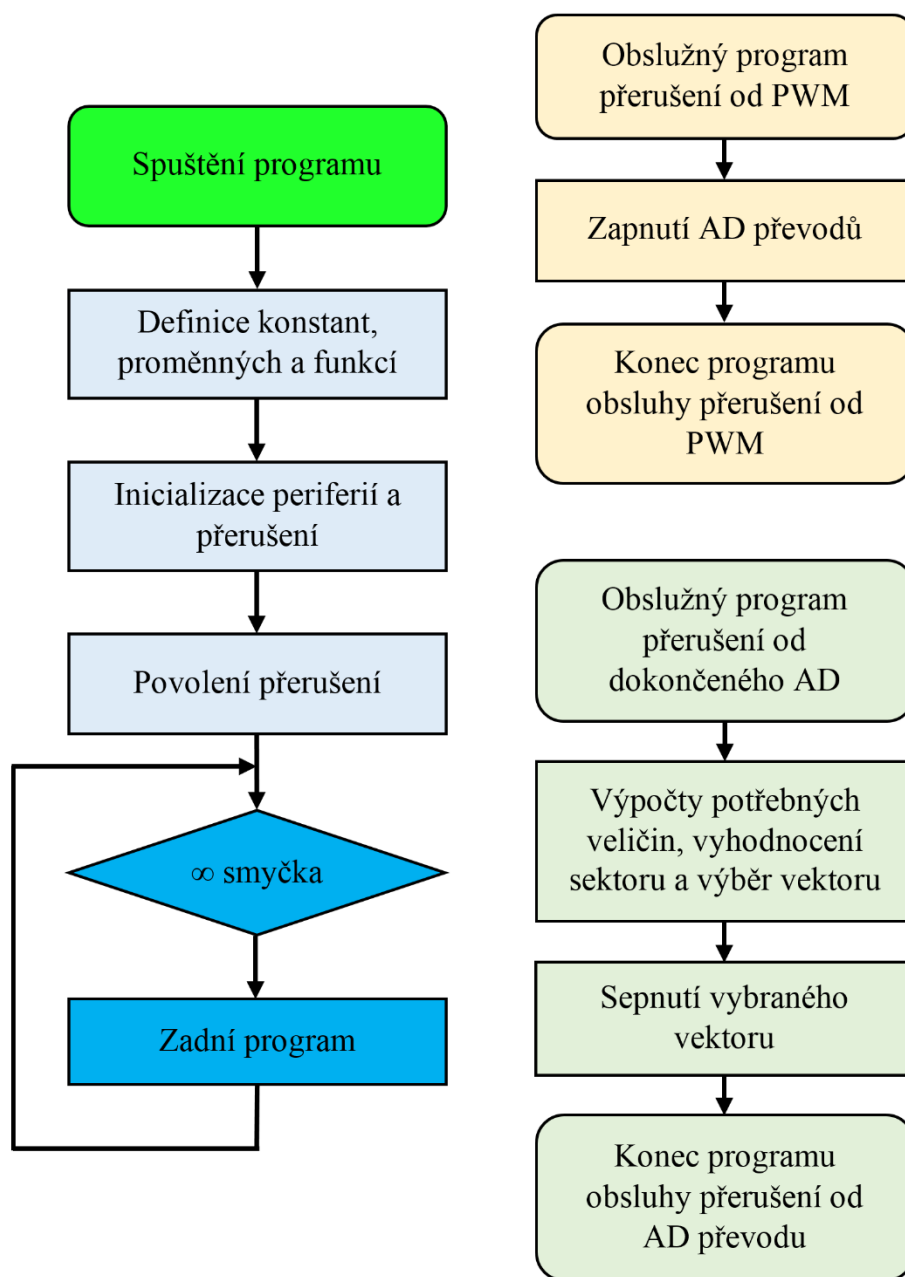 Spuštění programu
Definice konstant,
proměnných a funkcí
Inicializace periferií a
přerušení
Povolení přerušení
∞ smyčka
Zadní program
Obslužný program
přerušení od PWM
Zapnutí AD převodů
Konec programu
obsluhy přerušení od
PWM
Obslužný program
přerušení od
dokončeného AD
Výpočty potřebných
veličin, vyhodnocení
sektoru a výběr vektoru
Sepnutí vybraného
vektoru
Konec programu
obsluhy přerušení od
AD převodu